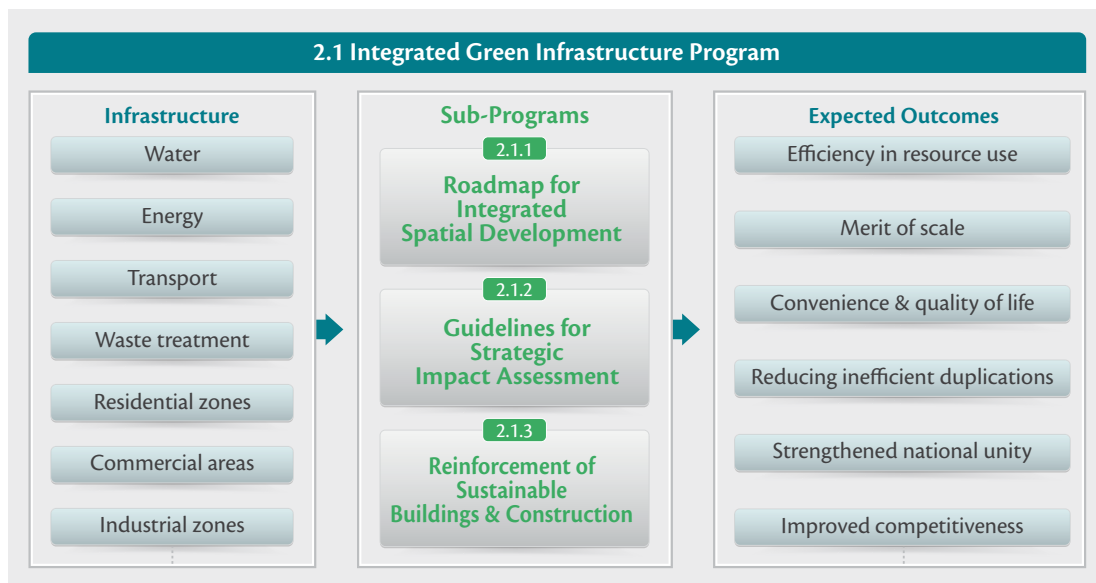 2.1 Integrated Green Infrastructure Program
Infrastructure
Water
Energy
Transport
Waste treatment
Residential zones
Commercial areas
Industrial zones
Sub-Programs
2.1.1
Roadmap for
Integrated
Spatial Development
2.1.2
Guidelines for
Strategic
Impact Assessment
2.1.3
Reinforcement of
Sustainable
Buildings & Construction
Expected Outcomes
Efficiency in resource use
Merit of scale
Convenience & quality of life
Reducing inefficient duplications
Strengthened national unity
Improved competitiveness